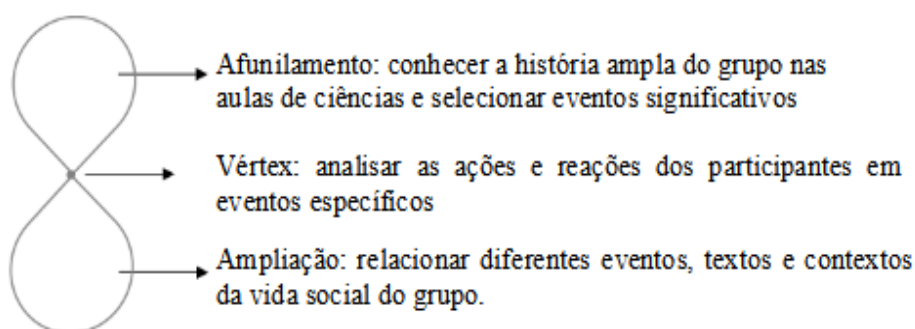 Afunilamento: conhecer a história ampla do grupo nas
aulas de ciências e selecionar eventos significativos
Vértex: analisar as ações e reações dos participantes em
eventos específicos
Ampliação: relacionar diferentes eventos, textos e contextos
da vida social do grupo.